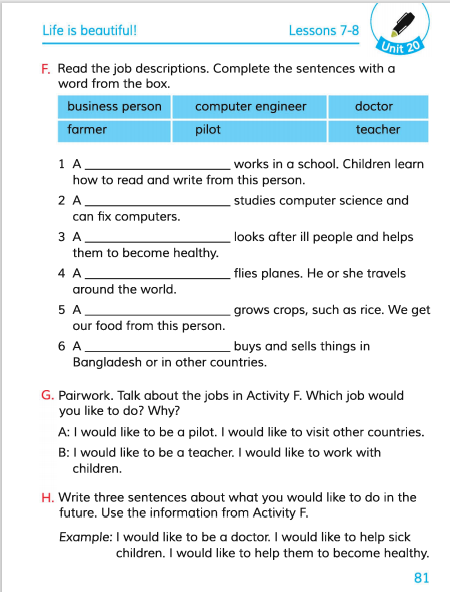 Life is beautiful! Lessons 7-8
Unit 20
F. Read the job descriptions. Complete the sentences with a
word from the box.
business person computer engineer doctor
farmer pilot teacher
1 A ____________________ works in a school. Children learn
how to read and write from this person.
2 A ____________________ studies computer science and
can fix computers.
3 A ____________________ looks after ill people and helps
them to become healthy.
4 A ____________________ flies planes. He or she travels
around the world.
5 A ____________________ grows crops, such as rice. We get
our food from this person.
6 A ____________________ buys and sells things in
Bangladesh or in other countries.
G. Pairwork. Talk about the jobs in Activity F. Which job would
you like to do? Why?
A: I would like to be a pilot. I would like to visit other countries.
B: I would like to be a teacher. I would like to work with
children.
H. Write three sentences about what you would like to do in the
future. Use the information from Activity F.
Example: I would like to be a doctor. I would like to help sick
children. I would like to help them to become healthy.
81